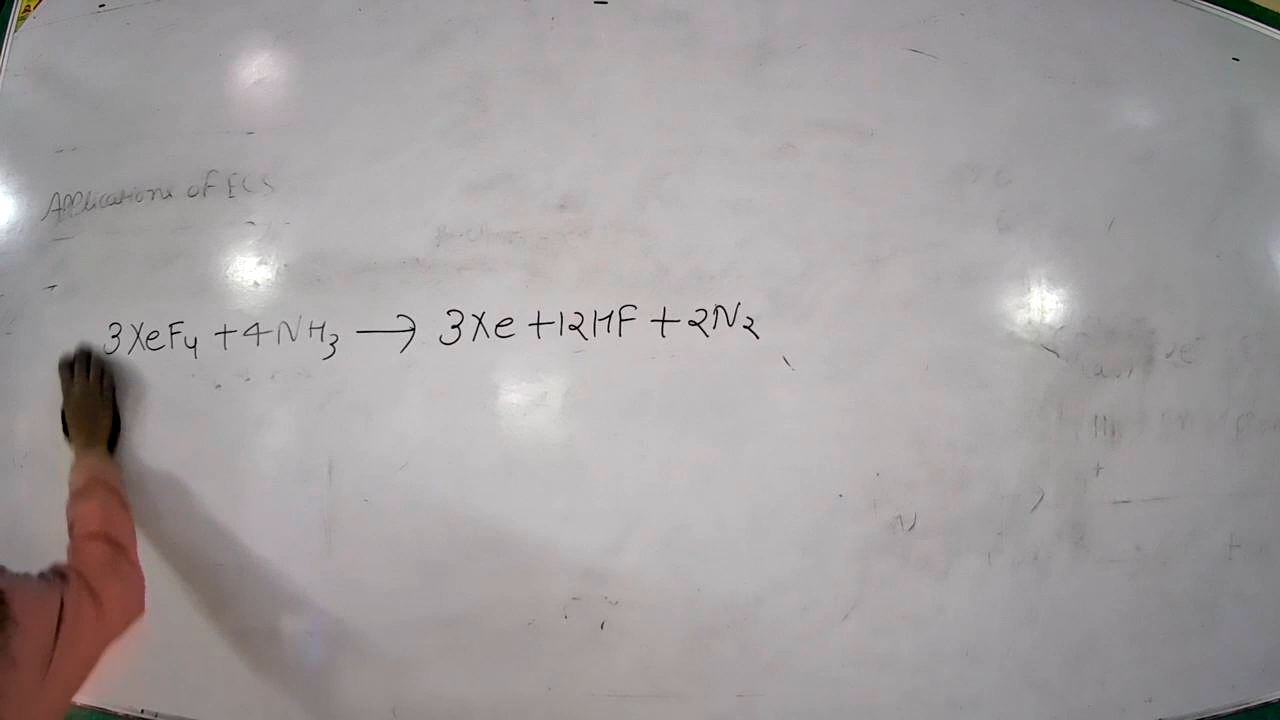 Applications of ECS
3XeF₄ + 4NH₃ → 3Xe + 12HF + 2N₂